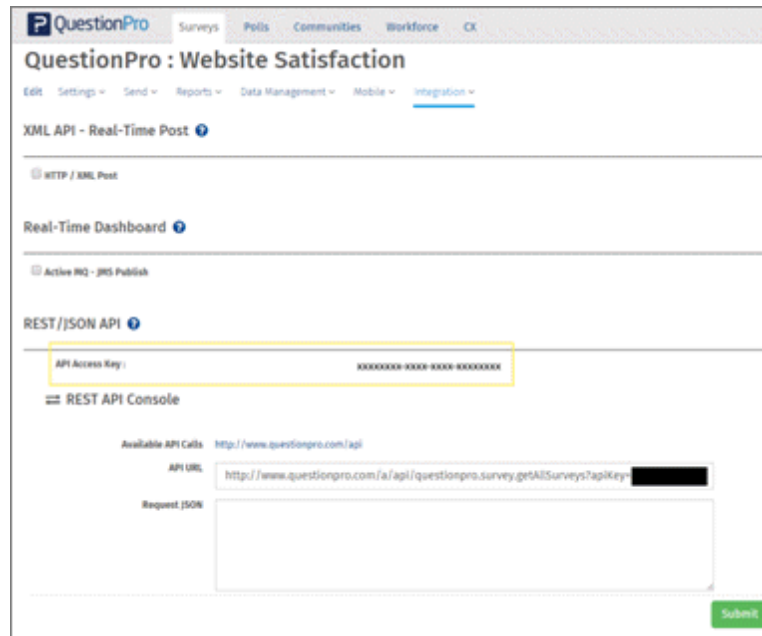 QuestionPro Surveys Polls Communities Workforce CX
QuestionPro : Website Satisfaction
Edit Settings Send Reports Data Management Mobile Integration
XML API - Real-Time Post ?
HTTP / XML Post
Real-Time Dashboard ?
Active MQ - JMS Publish
REST/JSON API ?
API Access Key : xxxxxxxx-xxxx-xxxx-xxxxxxxx
REST API Console
Available API Calls http://www.questionpro.com/api
API URL http://www.questionpro.com/a/api/questionpro.survey.getAllSurveys?apiKey=
Request JSON
Submit